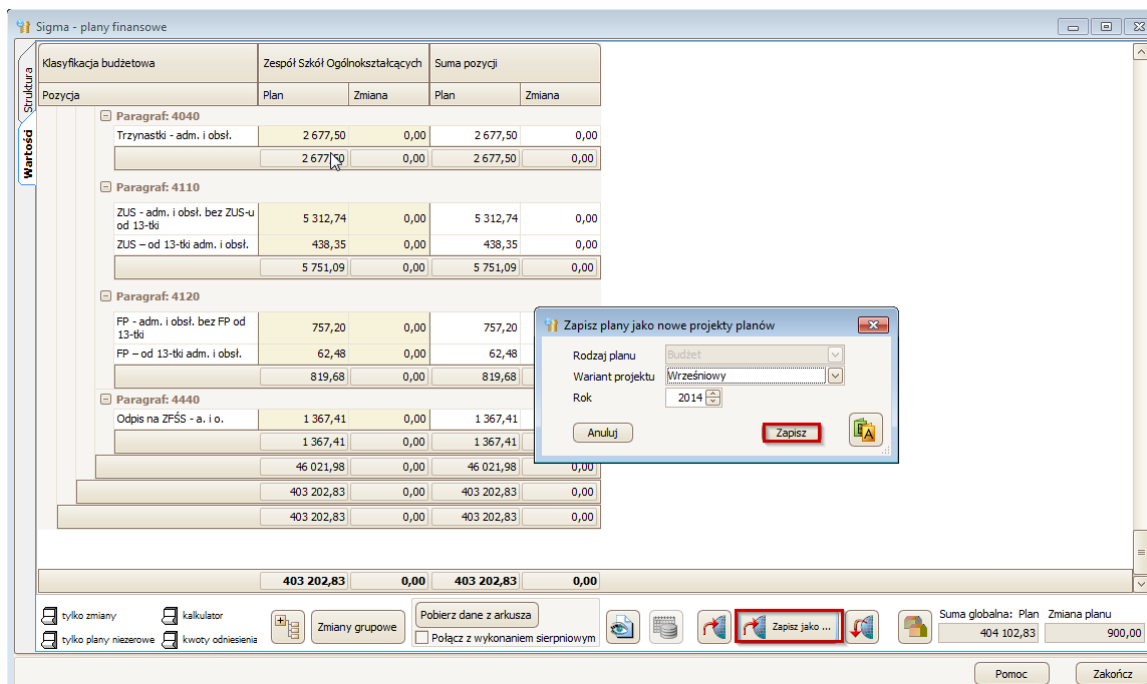 Sigma - plany finansowe
Struktura
Wartości
Klasyfikacja budżetowa Zespół Szkół Ogólnokształcących Suma pozycji
Pozycja Plan Zmiana Plan Zmiana
Paragraf: 4040
Trzynastki - adm. i obsł. 2 677,50 0,00 2 677,50 0,00
2 677,50 0,00 2 677,50 0,00
Paragraf: 4110
ZUS - adm. i obsł. bez ZUS-u
od 13-tki 5 312,74 0,00 5 312,74 0,00
ZUS – od 13-tki adm. i obsł. 438,35 0,00 438,35 0,00
5 751,09 0,00 5 751,09 0,00
Paragraf: 4120
FP - adm. i obsł. bez FP od
13-tki 757,20 0,00 757,20
FP – od 13-tki adm. i obsł. 62,48 0,00 62,48
819,68 0,00 819,68
Paragraf: 4440
Odpis na ZFŚS - a. i o. 1 367,41 0,00 1 367,41
1 367,41 0,00 1 367,41
46 021,98 0,00 46 021,98 0,00
403 202,83 0,00 403 202,83 0,00
403 202,83 0,00 403 202,83 0,00
403 202,83 0,00 403 202,83 0,00
Zapisz plany jako nowe projekty planów
Rodzaj planu Budżet
Wariant projektu Wrześniowy
Rok 2014
Anuluj Zapisz
tylko zmiany kalkulator
tylko plany niezerowe kwoty odniesienia
Zmiany grupowe
Pobierz dane z arkusza
Połącz z wykonaniem sierpniowym
Zapisz jako ...
Suma globalna: Plan Zmiana planu
404 102,83 900,00
Pomoc Zakończ